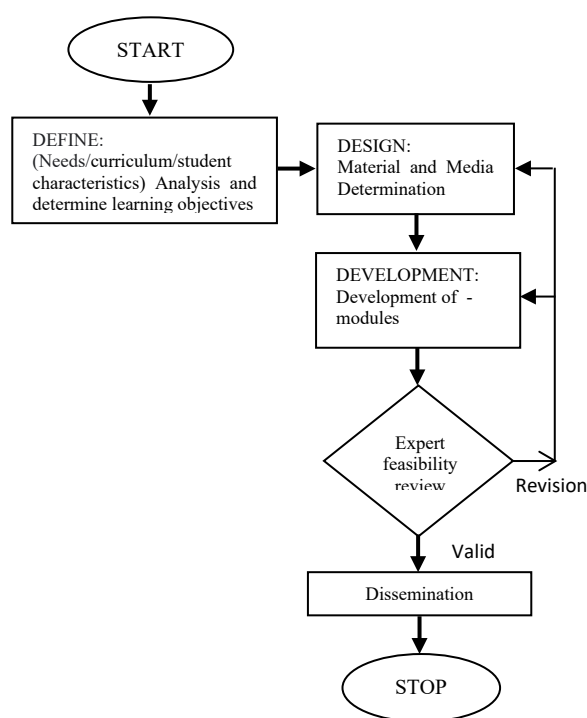 START
DEFINE:
(Needs/curriculum/student
characteristics) Analysis and
determine learning objectives
DESIGN:
Material and Media
Determination
DEVELOPMENT:
Development of -
modules
Expert
feasibility
review
Revision
Valid
Dissemination
STOP